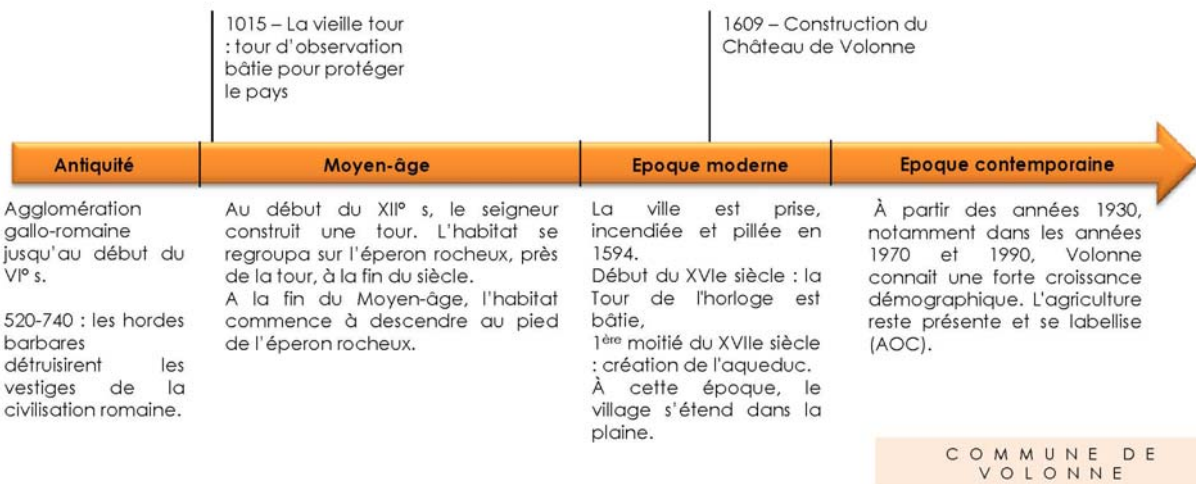 1015 – La vieille tour
: tour d'observation
bâtie pour protéger
le pays
1609 – Construction du
Château de Volonne
Antiquité
Moyen-âge
Epoque moderne
Epoque contemporaine
Agglomération
gallo-romaine
jusqu'au début du
VI° s.
520-740 : les hordes
barbares
détruisirent les
vestiges de la
civilisation romaine.
Au début du XII° s, le seigneur
construit une tour. L'habitat se
regroupa sur l'éperon rocheux, près
de la tour, à la fin du siècle.
A la fin du Moyen-âge, l'habitat
commence à descendre au pied
de l'éperon rocheux.
La ville est prise,
incendiée et pillée en
1594.
Début du XVIe siècle : la
Tour de l'horloge est
bâtie,
1ère moitié du XVIIe siècle
: création de l'aqueduc.
À cette époque, le
village s'étend dans la
plaine.
À partir des années 1930,
notamment dans les années
1970 et 1990, Volonne
connait une forte croissance
démographique. L'agriculture
reste présente et se labellise
(AOC).
COMMUNE DE
VOLONNE